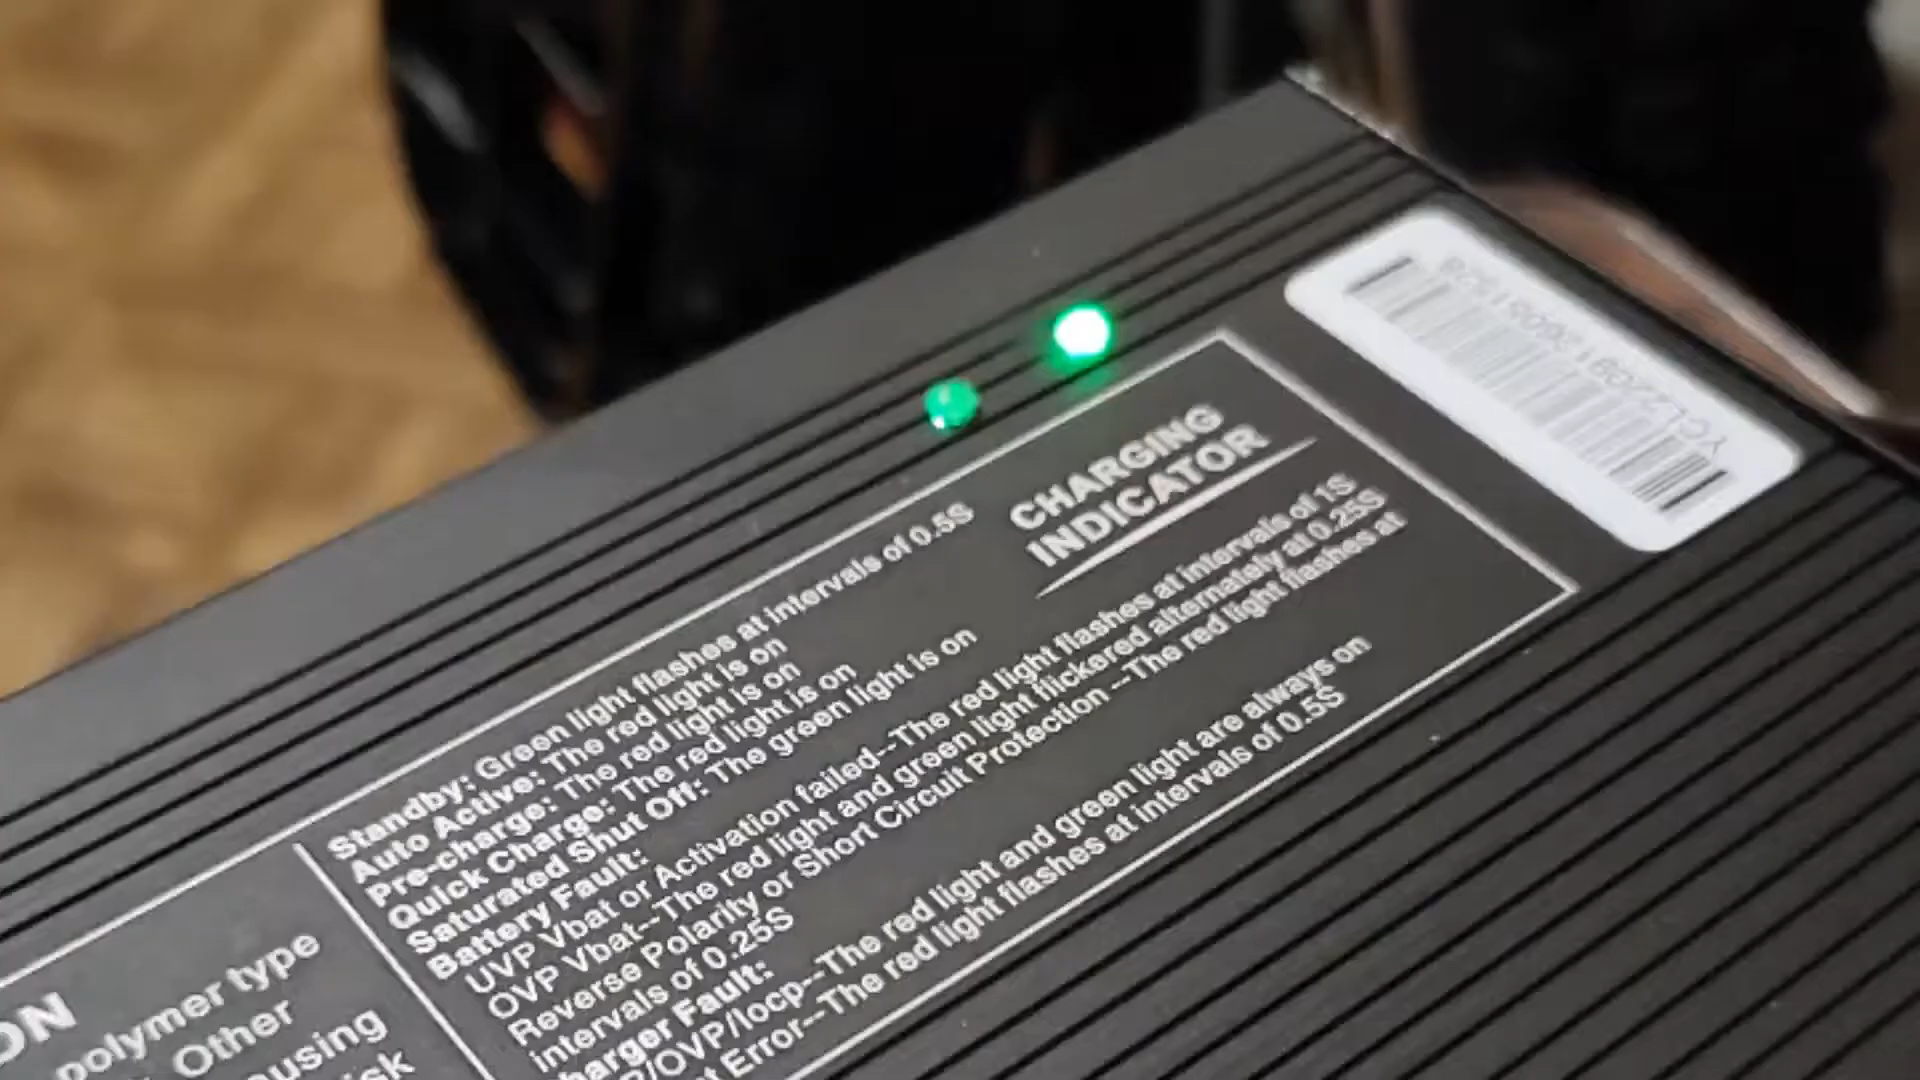 CHARGING
INDICATOR
Standby: Green light flashes at intervals of 0.5S
Auto Active: The red light is on
Pre-charge: The red light is on
Quick Charge: The red light is on
Saturated Shut Off: The green light is on
Battery Fault:
UVP Vbat or Activation failed--The red light flashes at intervals of 1S
OVP Vbat--The red light and green light flickered alternately at 0.25S
Reverse Polarity or Short Circuit Protection --The red light flashes at
intervals of 0.25S
harger Fault:
P/OVP/locp--The red light and green light are always on
t Error--The red light flashes at intervals of 0.5S
ON
polymer type
Other
ausing
isk